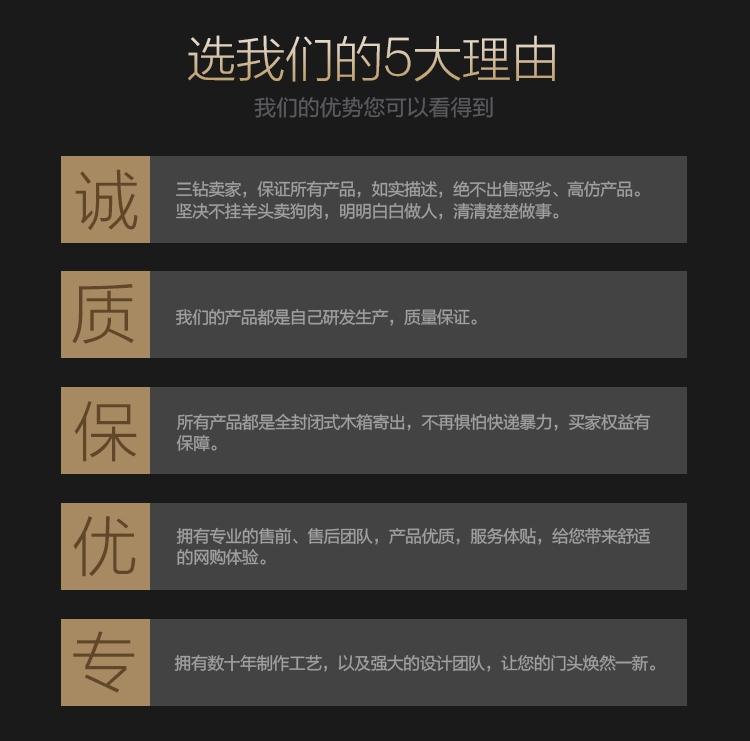 选我们的5大理由
我们的优势您可以看得到
诚
三钻卖家，保证所有产品，如实描述，绝不出售恶劣、高仿产品。
坚决不挂羊头卖狗肉，明明白白做人，清清楚楚做事。
质
我们的产品都是自己研发生产，质量保证。
保
所有产品都是全封闭式木箱寄出，不再惧怕快递暴力，买家权益有
保障。
优
拥有专业的售前、售后团队，产品优质，服务体贴，给您带来舒适
的网购体验。
专
拥有数十年制作工艺，以及强大的设计团队，让您的门头焕然一新。